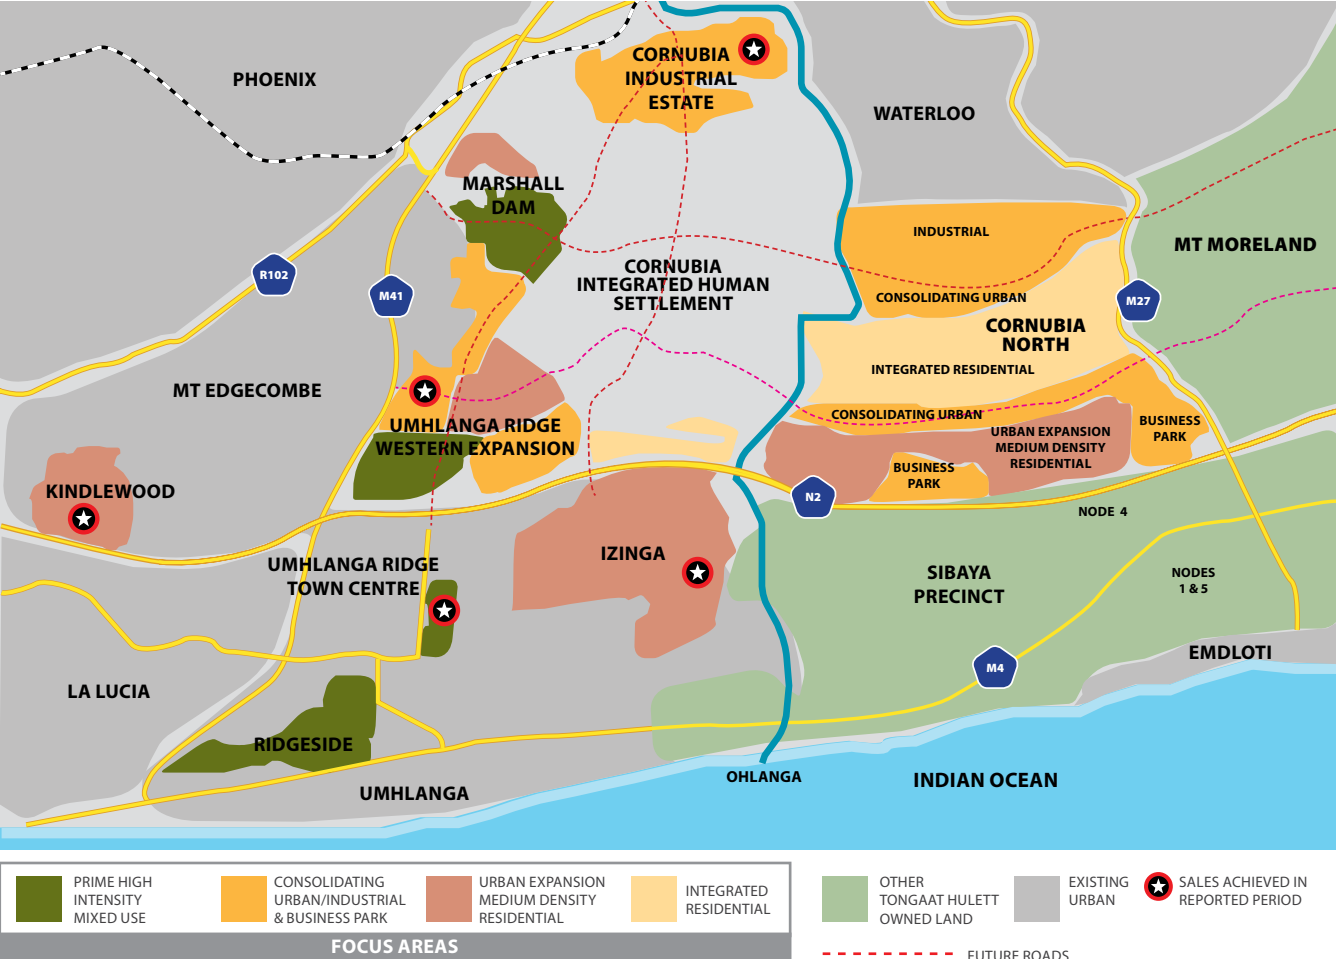 CORNUBIA
INDUSTRIAL
ESTATE
PHOENIX
WATERLOO
MARSHALL
DAM
INDUSTRIAL
MT MORELAND
R102
M41
CORNUBIA
INTEGRATED HUMAN
SETTLEMENT
CONSOLIDATING URBAN
M27
CORNUBIA
NORTH
INTEGRATED RESIDENTIAL
MT EDGECOMBE
CONSOLIDATING URBAN
UMHLANGA RIDGE
WESTERN EXPANSION
URBAN EXPANSION
MEDIUM DENSITY
RESIDENTIAL
BUSINESS
PARK
BUSINESS
PARK
KINDLEWOOD
N2
NODE 4
IZINGA
UMHLANGA RIDGE
TOWN CENTRE
SIBAYA
PRECINCT
NODES
1 & 5
EMDLOTI
M4
LA LUCIA
RIDGESIDE
UMHLANGA
OHLANGA
INDIAN OCEAN
PRIME HIGH
INTENSITY
MIXED USE
CONSOLIDATING
URBAN/INDUSTRIAL
& BUSINESS PARK
URBAN EXPANSION
MEDIUM DENSITY
RESIDENTIAL
INTEGRATED
RESIDENTIAL
FOCUS AREAS
OTHER
TONGAAT HULETT
OWNED LAND
EXISTING
URBAN
SALES ACHIEVED IN
REPORTED PERIOD
FUTURE ROADS